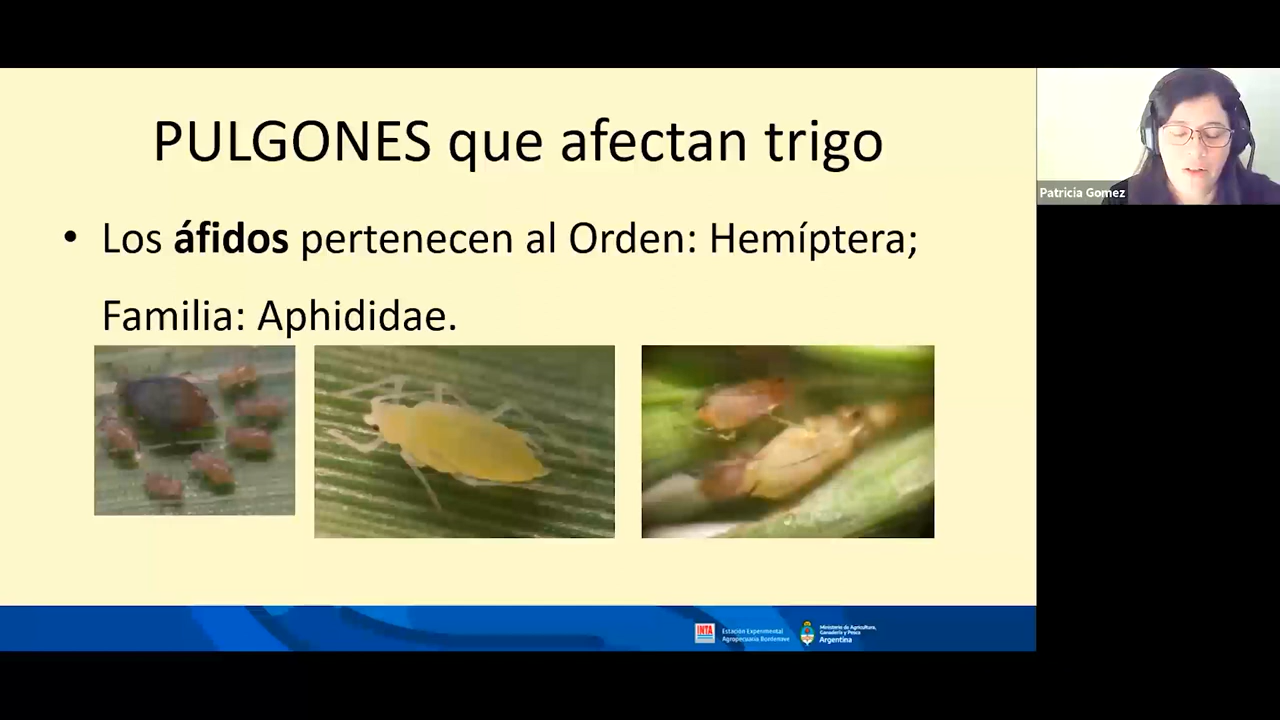 PULGONES que afectan trigo
• Los áfidos pertenecen al Orden: Hemíptera;
Familia: Aphididae.
Patricia Gomez
INTA
Estación Experimental
Agropecuaria Bordenave
Ministerio de Agricultura,
Ganadería y Pesca
Argentina